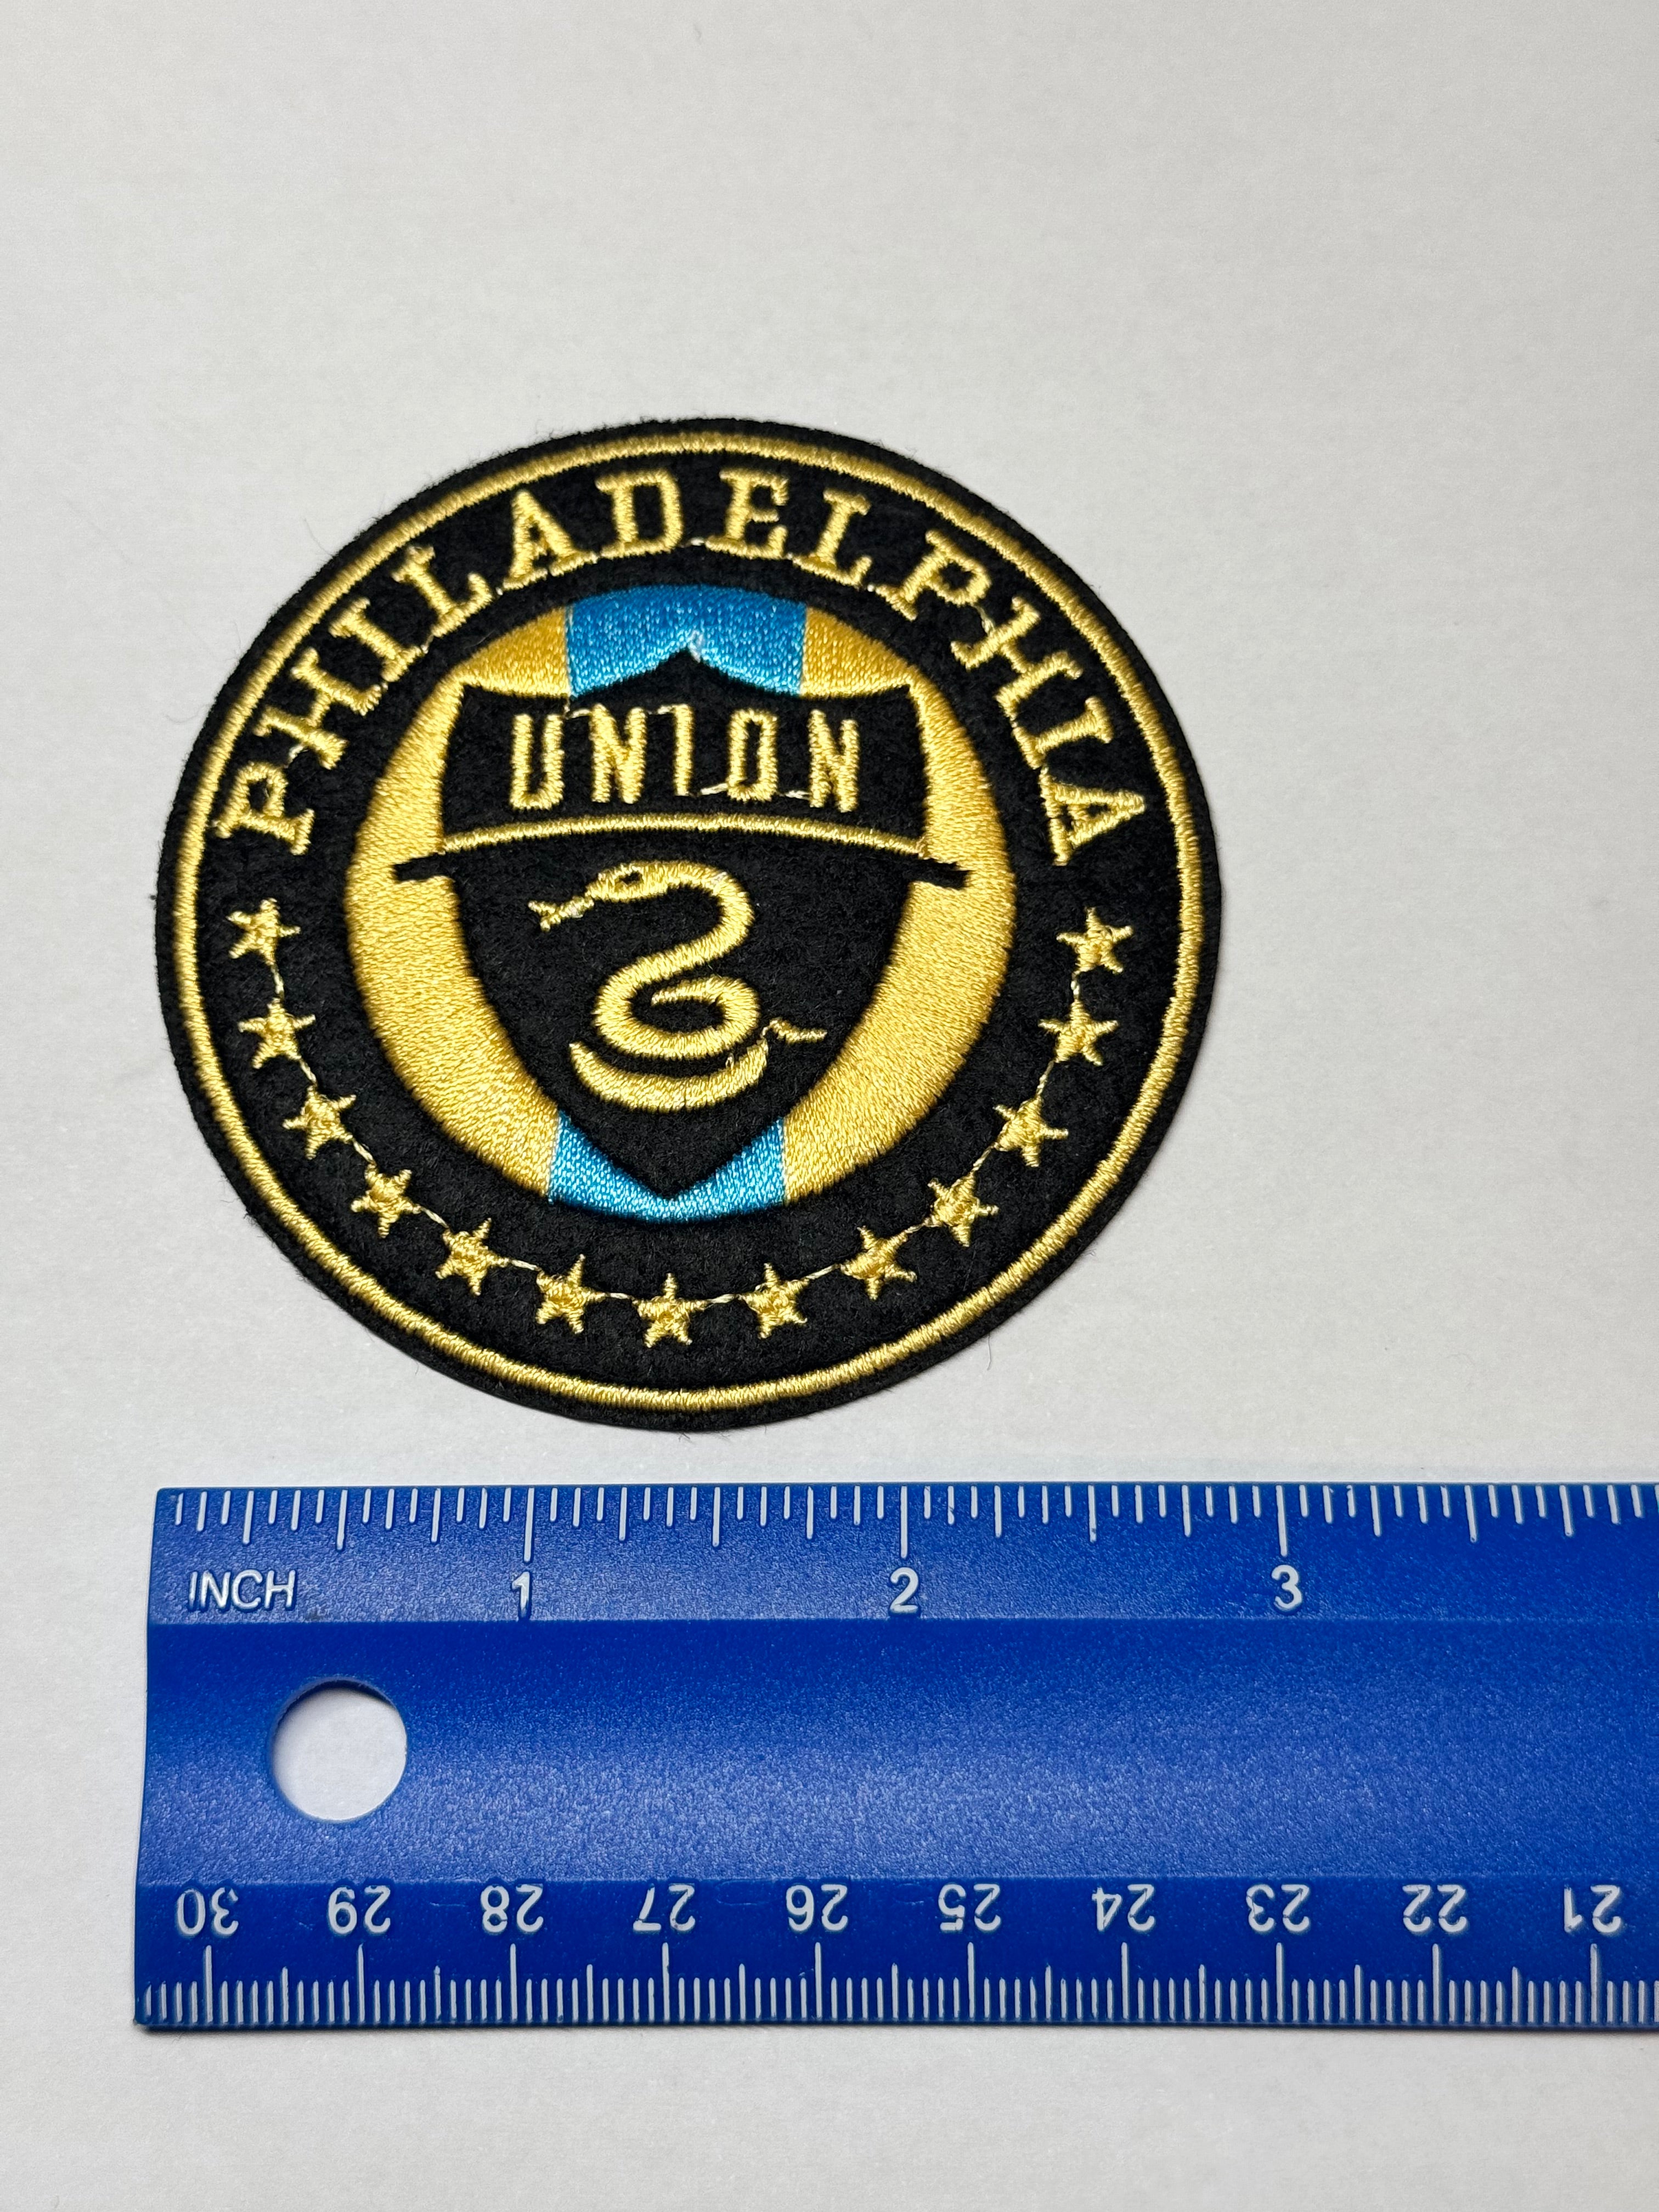 PHILADELPHIA
UNION
INCH 1 2 3
30 29 28 27 26 25 24 23 22 21